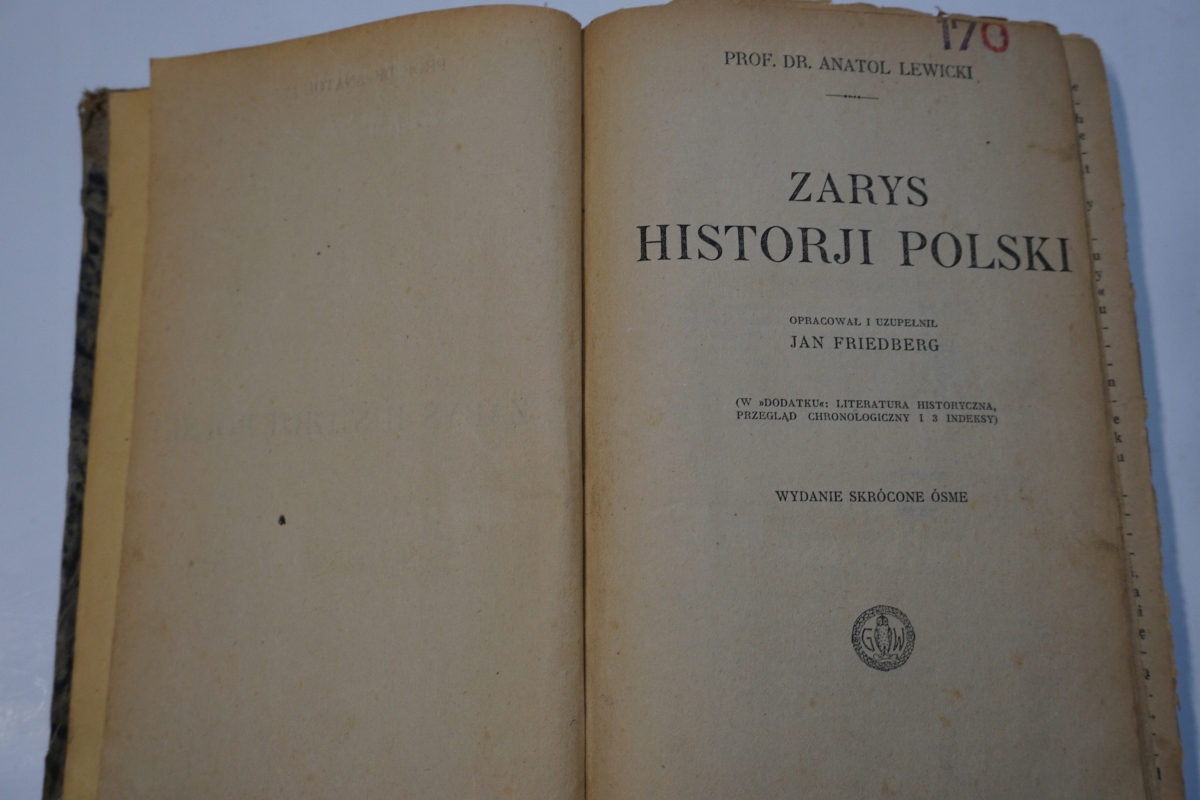 170
PROF. DR. ANATOL LEWICKI
ZARYS
HISTORJI POLSKI
OPRACOWAŁ I UZUPEŁNIŁ
JAN FRIEDBERG
(W »DODATKU«: LITERATURA HISTORYCZNA,
PRZEGLĄD CHRONOLOGICZNY I 3 INDEKSY)
WYDANIE SKRÓCONE ÓSME
G W